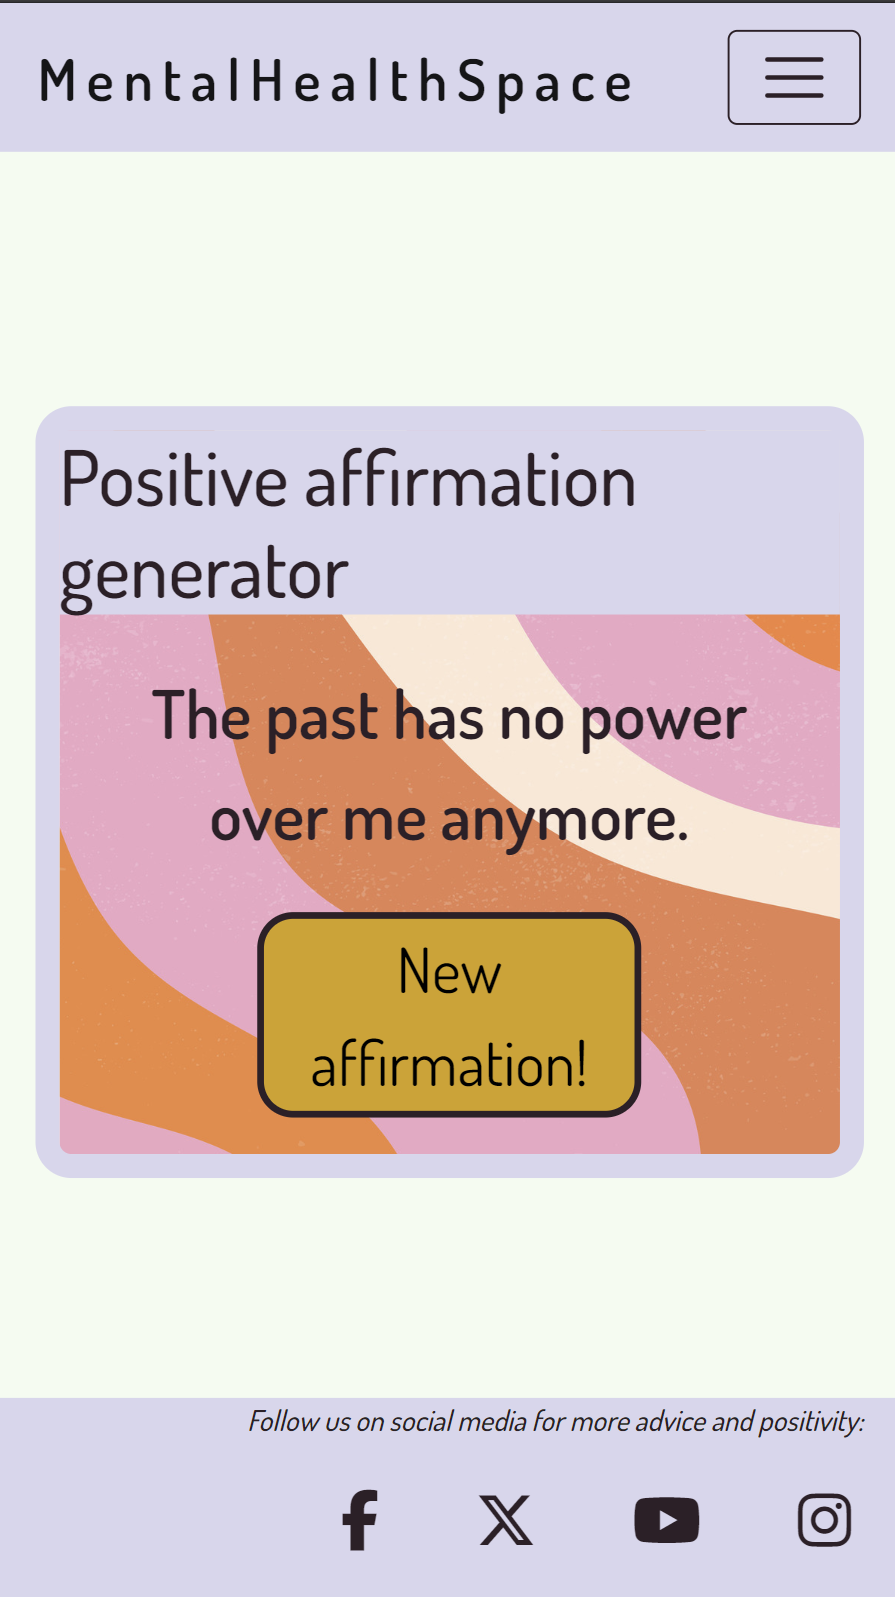 MentalHealthSpace
Positive affirmation
generator
The past has no power
over me anymore.
New
affirmation!
Follow us on social media for more advice and positivity: